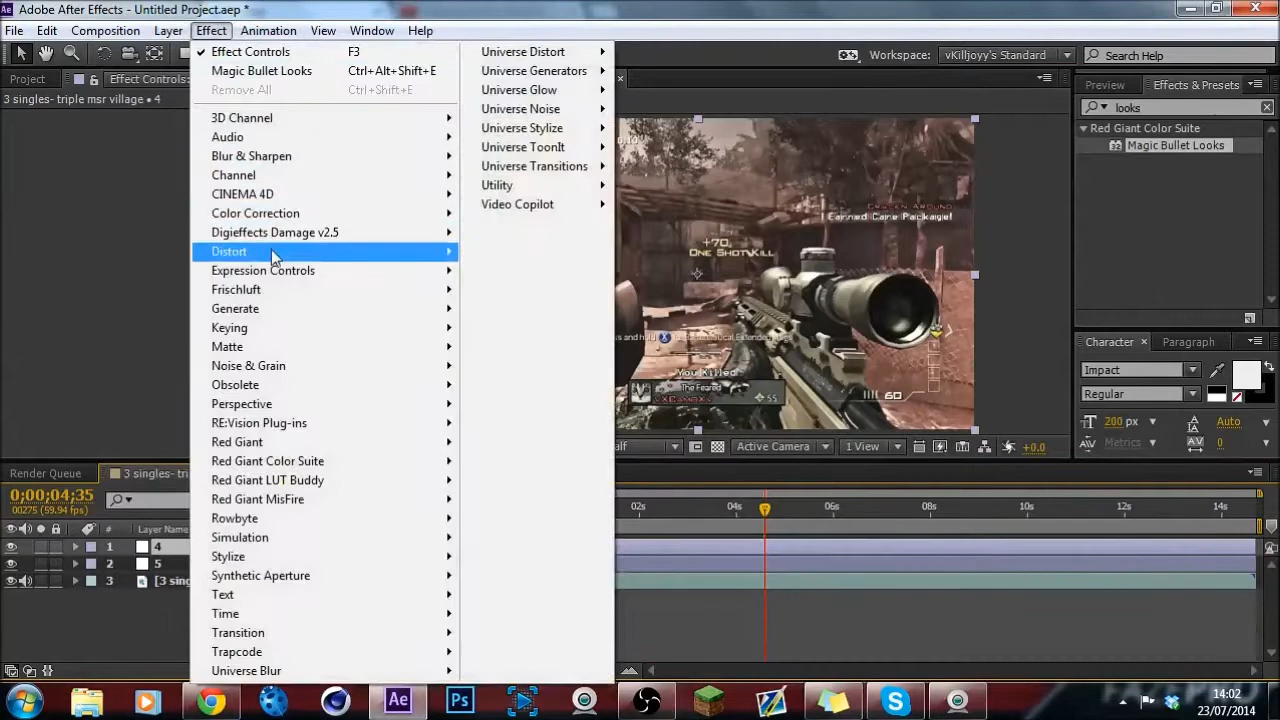 Ae Adobe After Effects - Untitled Project.aep *
File Edit Composition Layer Effect Animation View Window Help
Workspace: vKilljoyy's Standard Search Help
Project Effect Controls:
3 singles- triple msr village • 4
Effect Controls F3
Magic Bullet Looks Ctrl+Alt+Shift+E
Remove All Ctrl+Shift+E
3D Channel
Audio
Blur & Sharpen
Channel
CINEMA 4D
Color Correction
Digieffects Damage v2.5
Distort
Expression Controls
Frischluft
Generate
Keying
Matte
Noise & Grain
Obsolete
Perspective
RE:Vision Plug-ins
Red Giant
Red Giant Color Suite
Red Giant LUT Buddy
Red Giant MisFire
Rowbyte
Simulation
Stylize
Synthetic Aperture
Text
Time
Transition
Trapcode
Universe Blur
Universe Distort
Universe Generators
Universe Glow
Universe Noise
Universe Stylize
Universe ToonIt
Universe Transitions
Utility
Video Copilot
+70
One Shot Kill
Earned Care Package!
You Killed
The Feared
55
60
Preview Effects & Presets
looks
Red Giant Color Suite
32 Magic Bullet Looks
Character Paragraph
Impact
Regular
200 px Auto
Metrics 0
alf Active Camera 1 View +0.0
Render Queue 3 singles- tri
0;00;04;35
00275 (59.94 fps)
# Layer Name
1 4
2 5
3 [3 sing
02s 04s 06s 08s 10s 12s 14s
Ae Ps
14:02
23/07/2014